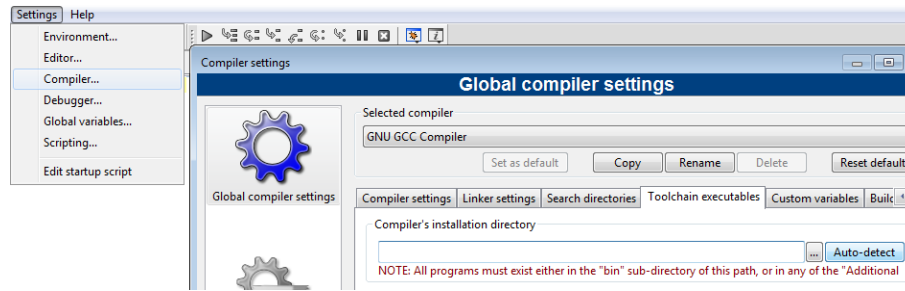 Settings Help
Environment...
Editor...
Compiler...
Debugger...
Global variables...
Scripting...
Edit startup script
Compiler settings
Global compiler settings
Selected compiler
GNU GCC Compiler
Set as default Copy Rename Delete Reset default
Global compiler settings
Compiler settings Linker settings Search directories Toolchain executables Custom variables Build
Compiler's installation directory
... Auto-detect
NOTE: All programs must exist either in the "bin" sub-directory of this path, or in any of the "Additional